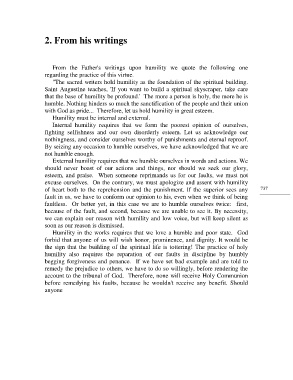 2. From his writings
From the Father's writings upon humility we quote the following one
regarding the practice of this virtue.
"The sacred writers hold humility as the foundation of the spiritual building.
Saint Augustine teaches, 'If you want to build a spiritual skyscraper, take care
that the base of humility be profound.' The more a person is holy, the more he is
humble. Nothing hinders so much the sanctification of the people and their union
with God as pride... Therefore, let us hold humility in great esteem.
Humility must be internal and external.
Internal humility requires that we form the poorest opinion of ourselves,
fighting selfishness and our own disorderly esteem. Let us acknowledge our
nothingness, and consider ourselves worthy of punishments and eternal reproof.
By seizing any occasion to humble ourselves, we have acknowledged that we are
not humble enough.
External humility requires that we humble ourselves in words and actions. We
should never boast of our actions and things, nor should we seek our glory,
esteem, and praise. When someone reprimands us for our faults, we must not
excuse ourselves. On the contrary, we must apologize and assent with humility
of heart both to the reprehension and the punishment. If the superior sees any
fault in us, we have to conform our opinion to his, even when we think of being
faultless. Or better yet, in this case we are to humble ourselves twice: first,
because of the fault, and second, because we are unable to see it. By necessity,
we can explain our reason with humility and low voice, but will keep silent as
soon as our reason is dismissed.
Humility in the works requires that we love a humble and poor state. God
forbid that anyone of us will wish honor, prominence, and dignity. It would be
the sign that the building of the spiritual life is tottering! The practice of holy
humility also requires the separation of our faults in discipline by humbly
begging forgiveness and penance. If we have set bad example and are told to
remedy the prejudice to others, we have to do so willingly, before rendering the
account to the tribunal of God. Therefore, none will receive Holy Communion
before remedying his faults, because he wouldn't receive any benefit. Should
anyone
737